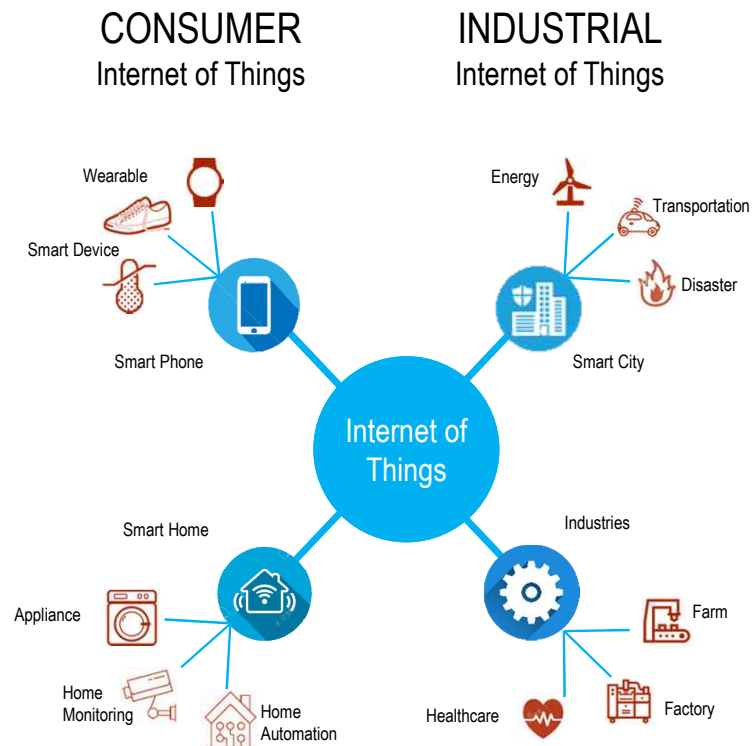 CONSUMER
Internet of Things
INDUSTRIAL
Internet of Things
Wearable
Smart Device
Smart Phone
Energy
Transportation
Disaster
Smart City
Internet of
Things
Smart Home
Appliance
Home
Monitoring
Home
Automation
Industries
Farm
Factory
Healthcare